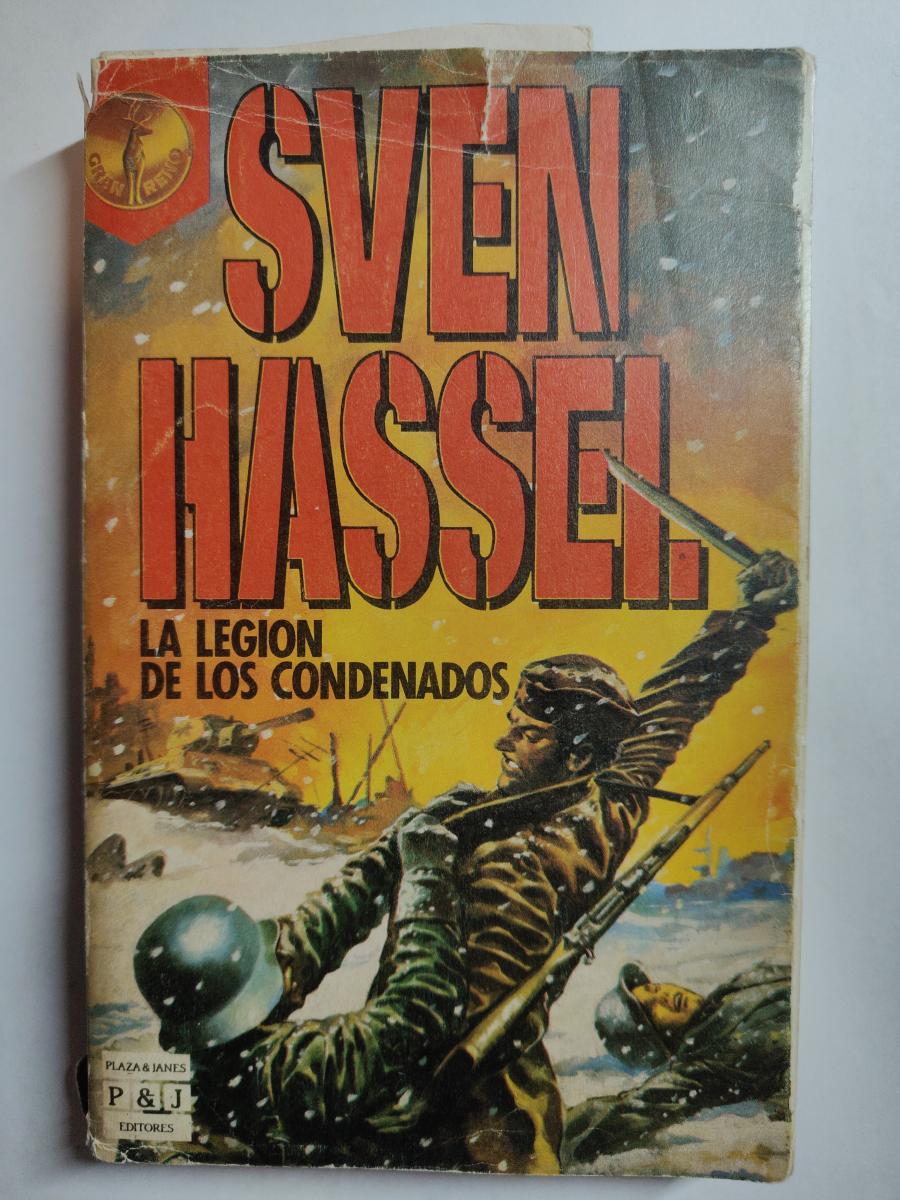 GRAN RENO
SVEN
HASSEL
LA LEGION
DE LOS CONDENADOS
PLAZA & JANES
P & J
EDITORES